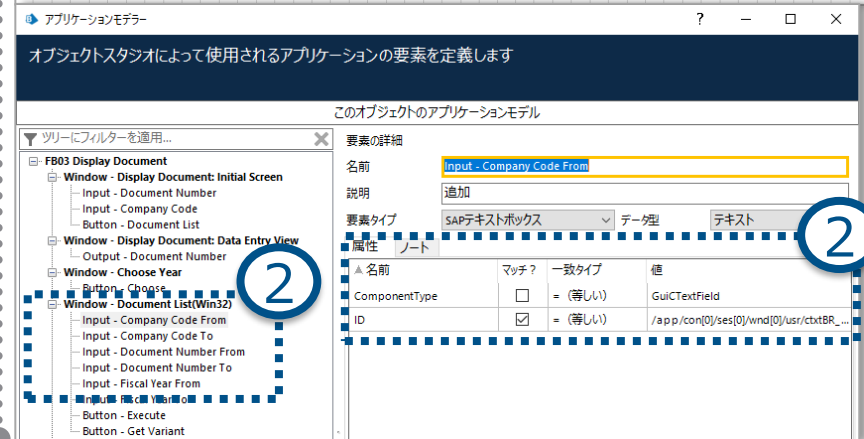 アプリケーションモデラー
オブジェクトスタジオによって使用されるアプリケーションの要素を定義します
このオブジェクトのアプリケーションモデル
ツリーにフィルターを適用...
FB03 Display Document
Window - Display Document: Initial Screen
Input - Document Number
Input - Company Code
Button - Document List
Window - Display Document: Data Entry View
Output - Document Number
Window - Choose Year
Button - Choose
Window - Document List(Win32)
Input - Company Code From
Input - Company Code To
Input - Document Number From
Input - Document Number To
Input - Fiscal Year From
Button - Execute
Button - Get Variant
2
要素の詳細
名前 Input - Company Code From
説明 追加
要素タイプ SAPテキストボックス データ型 テキスト
2
属性 ノート
名前 マッチ? 一致タイプ 値
ComponentType = (等しい) GuiCTextField
ID = (等しい) /app/con[0]/ses[0]/wnd[0]/usr/ctxtBR_...